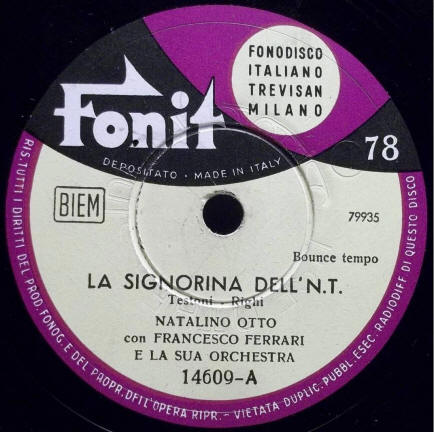 Fonit
FONODISCO
ITALIANO
TREVISAN
MILANO
DEPOSITATO • MADE IN ITALY
78
BIEM
79935
Bounce tempo
LA SIGNORINA DELL'N.T.
Testoni - Righi
NATALINO OTTO
con FRANCESCO FERRARI
E LA SUA ORCHESTRA
14609-A
RIS. TUTTI I DIRITTI DEL PROD. FONOG. E DEL PROPR. DELL'OPERA RIPR. - VIETATA DUPLIC. PUBBL. ESEC. RADIODIFF DI QUESTO DISCO